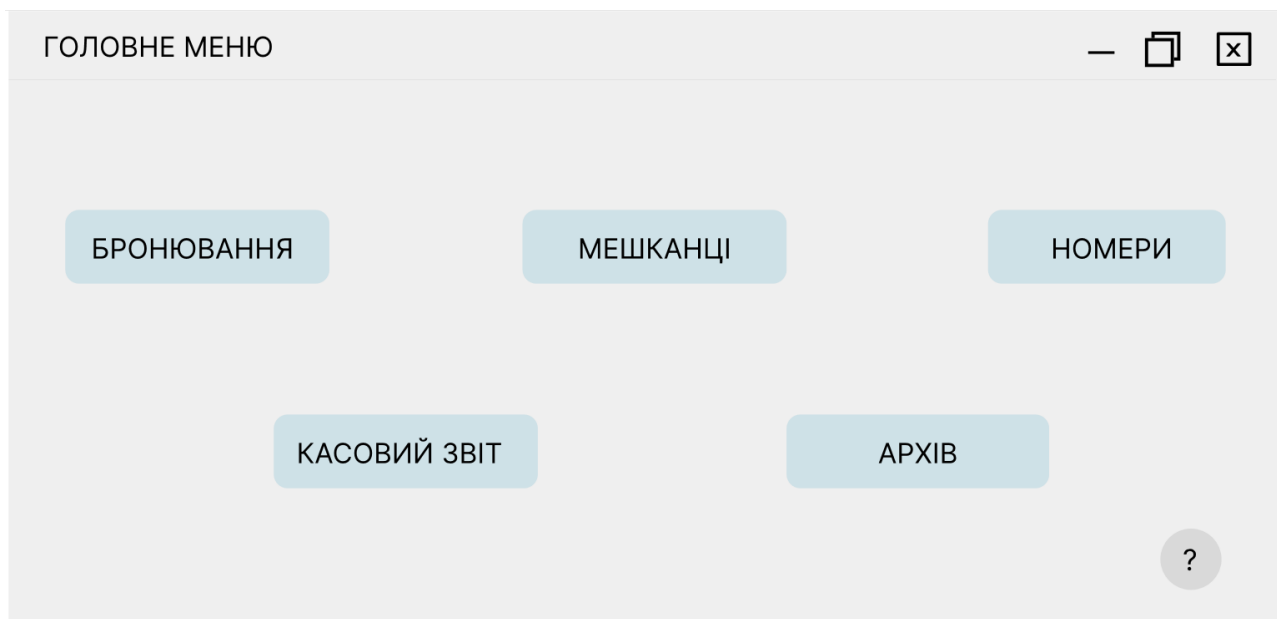 ГОЛОВНЕ МЕНЮ
БРОНЮВАННЯ
МЕШКАНЦІ
НОМЕРИ
КАСОВИЙ ЗВІТ
АРХІВ
?